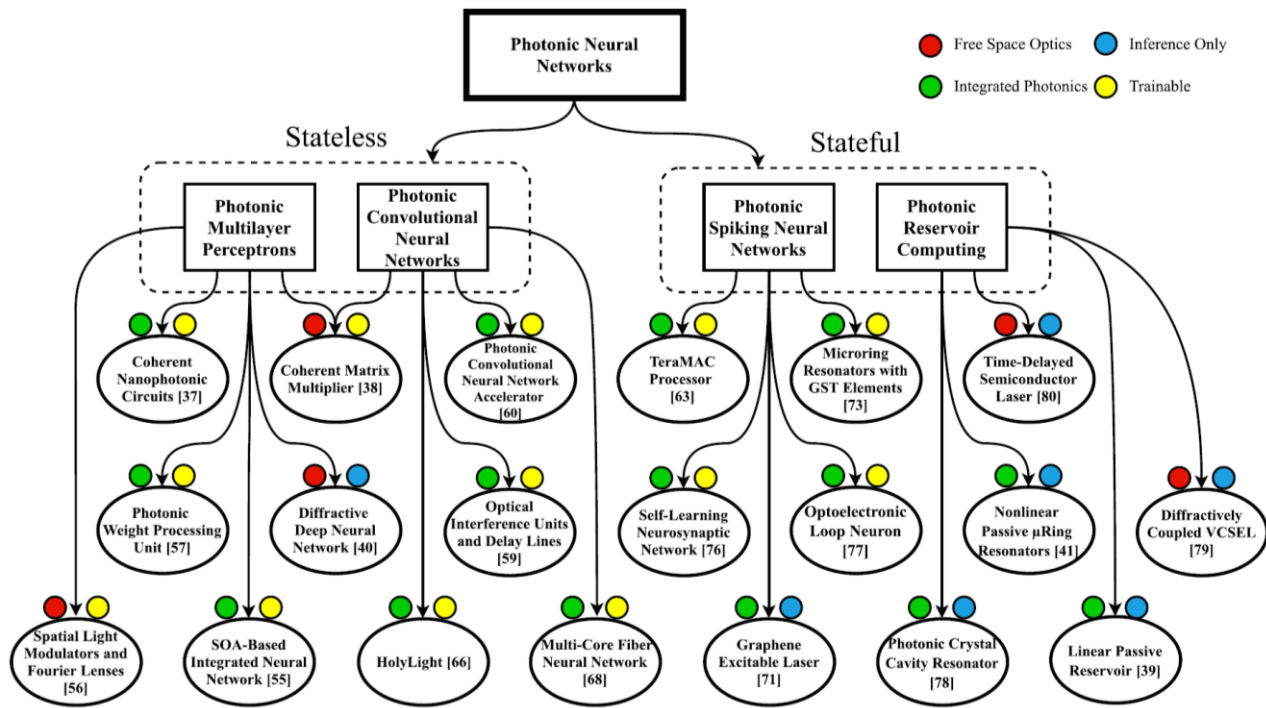 Photonic Neural
Networks
Free Space Optics
Inference Only
Integrated Photonics
Trainable
Stateless
Stateful
Photonic
Multilayer
Perceptrons
Photonic
Convolutional
Neural
Networks
Photonic
Spiking Neural
Networks
Photonic
Reservoir
Computing
Coherent
Nanophotonic
Circuits [37]
Coherent Matrix
Multiplier [38]
Photonic
Convolutional
Neural Network
Accelerator
[60]
TeraMAC
Processor
[63]
Microring
Resonators with
GST Elements
[73]
Time-Delayed
Semiconductor
Laser [80]
Photonic
Weight Processing
Unit [57]
Diffractive
Deep Neural
Network [40]
Optical
Interference Units
and Delay Lines
[59]
Self-Learning
Neurosynaptic
Network [76]
Optoelectronic
Loop Neuron
[77]
Nonlinear
Passive μRing
Resonators [41]
Diffractively
Coupled VCSEL
[79]
Spatial Light
Modulators and
Fourier Lenses
[56]
SOA-Based
Integrated Neural
Network [55]
HolyLight [66]
Multi-Core Fiber
Neural Network
[68]
Graphene
Excitable Laser
[71]
Photonic Crystal
Cavity Resonator
[78]
Linear Passive
Reservoir [39]